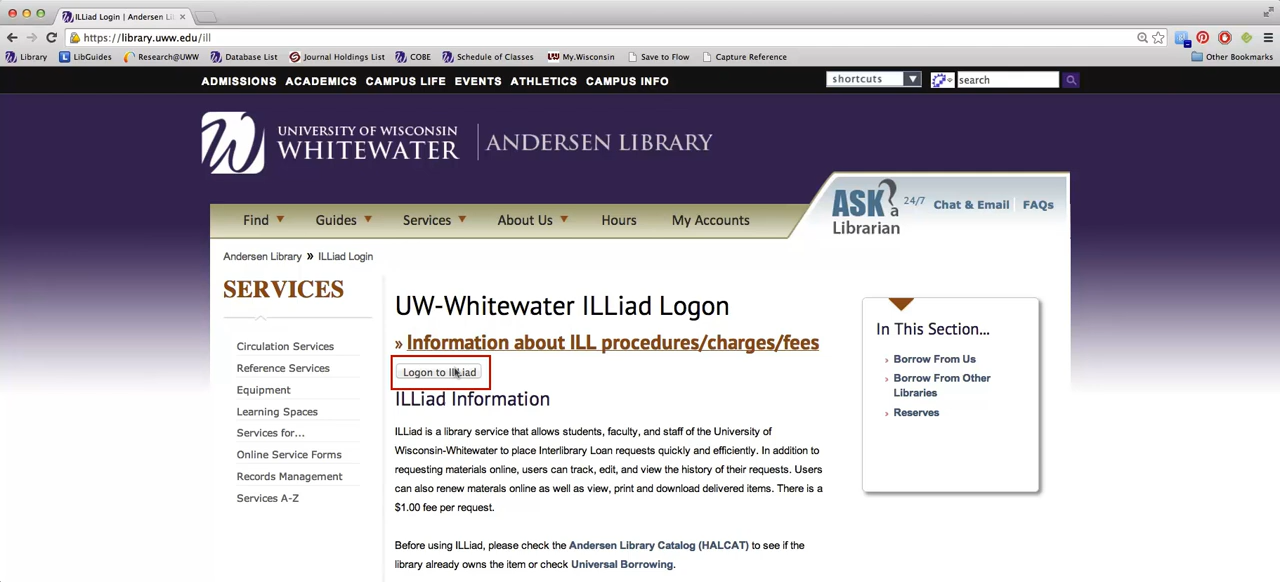 ILLiad Login | Andersen Li
https://library.uww.edu/ill
Library LibGuides Research@UWW Database List Journal Holdings List COBE Schedule of Classes My.Wisconsin Save to Flow Capture Reference Other Bookmarks
ADMISSIONS ACADEMICS CAMPUS LIFE EVENTS ATHLETICS CAMPUS INFO shortcuts search
UNIVERSITY OF WISCONSIN
WHITEWATER
ANDERSEN LIBRARY
ASK a Librarian
24/7 Chat & Email FAQs
Find Guides Services About Us Hours My Accounts
Andersen Library » ILLiad Login
SERVICES
Circulation Services
Reference Services
Equipment
Learning Spaces
Services for...
Online Service Forms
Records Management
Services A-Z
UW-Whitewater ILLiad Logon
» Information about ILL procedures/charges/fees
Logon to ILLiad
ILLiad Information
ILLiad is a library service that allows students, faculty, and staff of the University of
Wisconsin-Whitewater to place Interlibrary Loan requests quickly and efficiently. In addition to
requesting materials online, users can track, edit, and view the history of their requests. Users
can also renew materals online as well as view, print and download delivered items. There is a
$1.00 fee per request.
Before using ILLiad, please check the Andersen Library Catalog (HALCAT) to see if the
library already owns the item or check Universal Borrowing.
In This Section...
› Borrow From Us
› Borrow From Other
Libraries
› Reserves